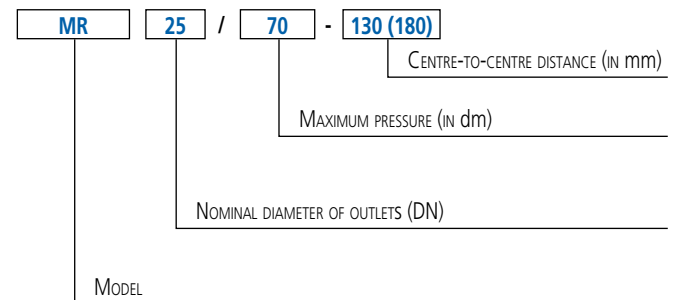 MR 25 / 70 - 130 (180)
Centre-to-centre distance (in mm)
Maximum pressure (in dm)
Nominal diameter of outlets (DN)
Model